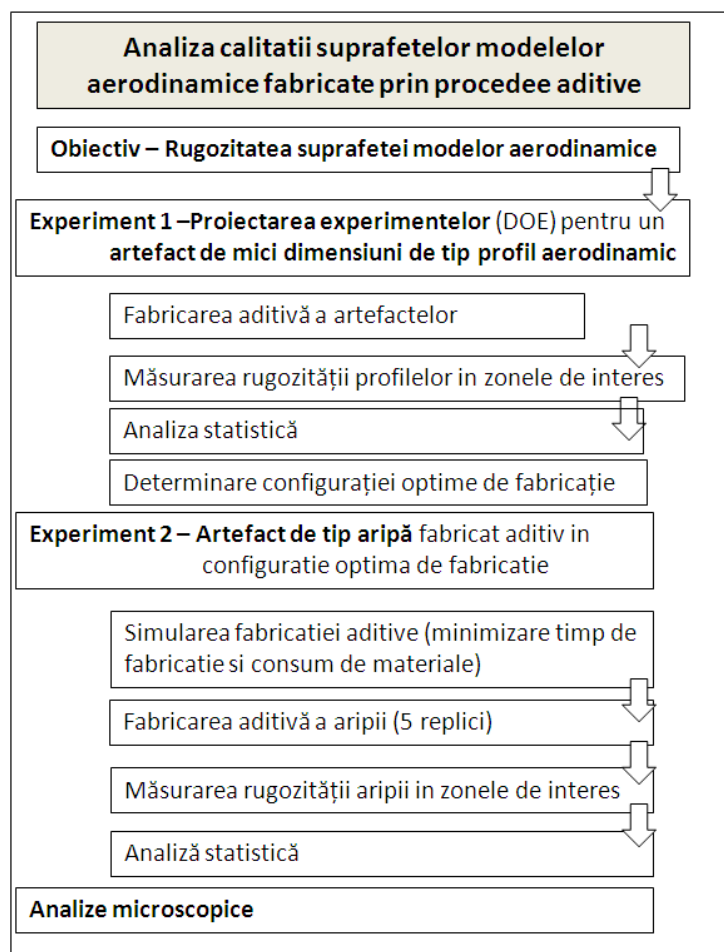 Analiza calitatii suprafetelor modelelor
aerodinamice fabricate prin procedee aditive
Obiectiv – Rugozitatea suprafetei modelor aerodinamice
Experiment 1 –Proiectarea experimentelor (DOE) pentru un
artefact de mici dimensiuni de tip profil aerodinamic
Fabricarea aditivă a artefactelor
Măsurarea rugozității profilelor in zonele de interes
Analiza statistică
Determinare configurației optime de fabricație
Experiment 2 – Artefact de tip aripă fabricat aditiv in
configuratie optima de fabricatie
Simularea fabricatiei aditive (minimizare timp de
fabricatie si consum de materiale)
Fabricarea aditivă a aripii (5 replici)
Măsurarea rugozității aripii in zonele de interes
Analiză statistică
Analize microscopice